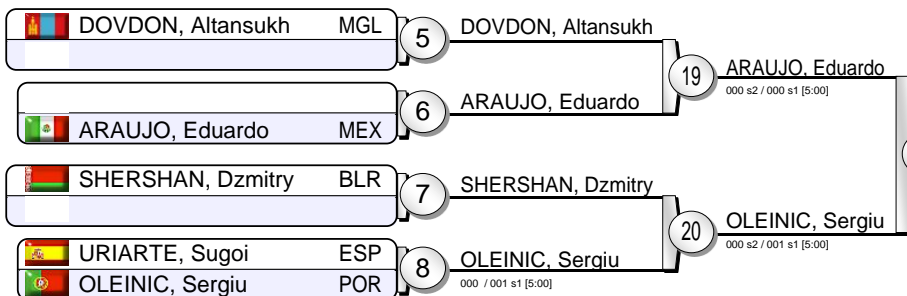 DOVDON, Altansukh MGL
5
DOVDON, Altansukh
19
ARAUJO, Eduardo
000 s2 / 000 s1 [5:00]
6
ARAUJO, Eduardo
ARAUJO, Eduardo MEX
SHERSHAN, Dzmitry BLR
7
SHERSHAN, Dzmitry
20
OLEINIC, Sergiu
000 s2 / 001 s1 [5:00]
URIARTE, Sugoi ESP
8
OLEINIC, Sergiu
000 / 001 s1 [5:00]
OLEINIC, Sergiu POR